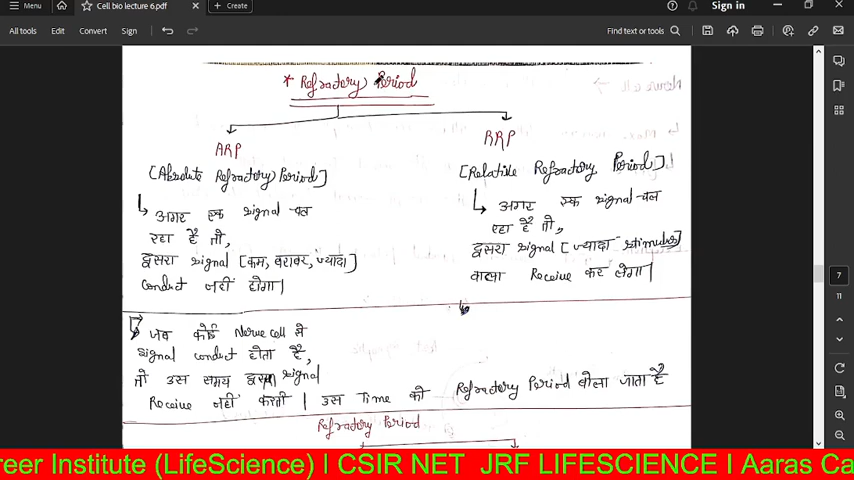 Menu
Cell bio lecture 6.pdf
Create
Sign in
All tools Edit Convert Sign
Find text or tools
* Refractory Period
ARP
RRP
[Absolute Refractory Period]
[Relative Refractory Period]
अगर एक signal चल
रहा है तो,
दूसरा signal [कम, बराबर, ज्यादा]
Conduct नहीं होगा।
अगर एक signal चल
रहा है तो,
दूसरा signal [ज्यादा stimulus]
वाला Receive कर लेगा।
जब कोई Nerve cell से
signal conduct होता है,
तो उस समय दूसरा signal
Receive नहीं करती। उस Time को Refractory Period बोला जाता है
Refractory Period
7
11
reer Institute (LifeScience) I CSIR NET JRF LIFESCIENCE I Aaras Ca